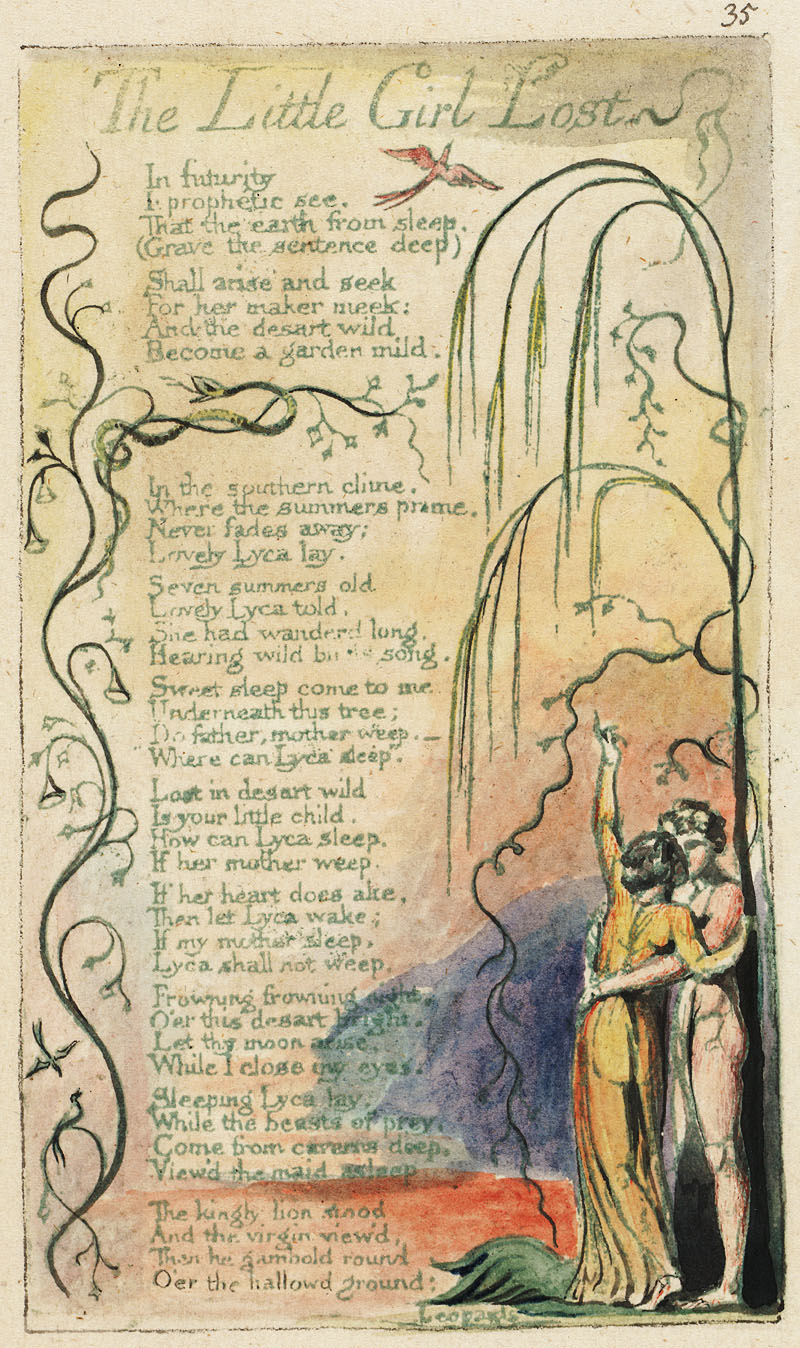 35
The Little Girl Lost
In futurity
I prophetic see.
That the earth from sleep.
(Grave the sentence deep)
Shall arise and seek
For her maker meek:
And the desart wild
Become a garden mild.
In the southern clime,
Where the summers prime.
Never fades away;
Lovely Lyca lay.
Seven summers old
Lovely Lyca told,
She had wanderd long,
Hearing wild birds song.
Sweet sleep come to me
Underneath this tree;
Do father, mother weep.—
Where can Lyca sleep.
Lost in desart wild
Is your little child.
How can Lyca sleep,
If her mother weep.
If her heart does ake,
Then let Lyca wake;
If my mother sleep,
Lyca shall not weep.
Frowning frowning night,
O'er this desart bright,
Let thy moon arise,
While I close my eyes.
Sleeping Lyca lay,
While the beasts of prey,
Come from caverns deep,
View'd the maid asleep
The kingly lion stood
And the virgin view'd,
Then he gambold round
O'er the hallowd ground:
Leopards